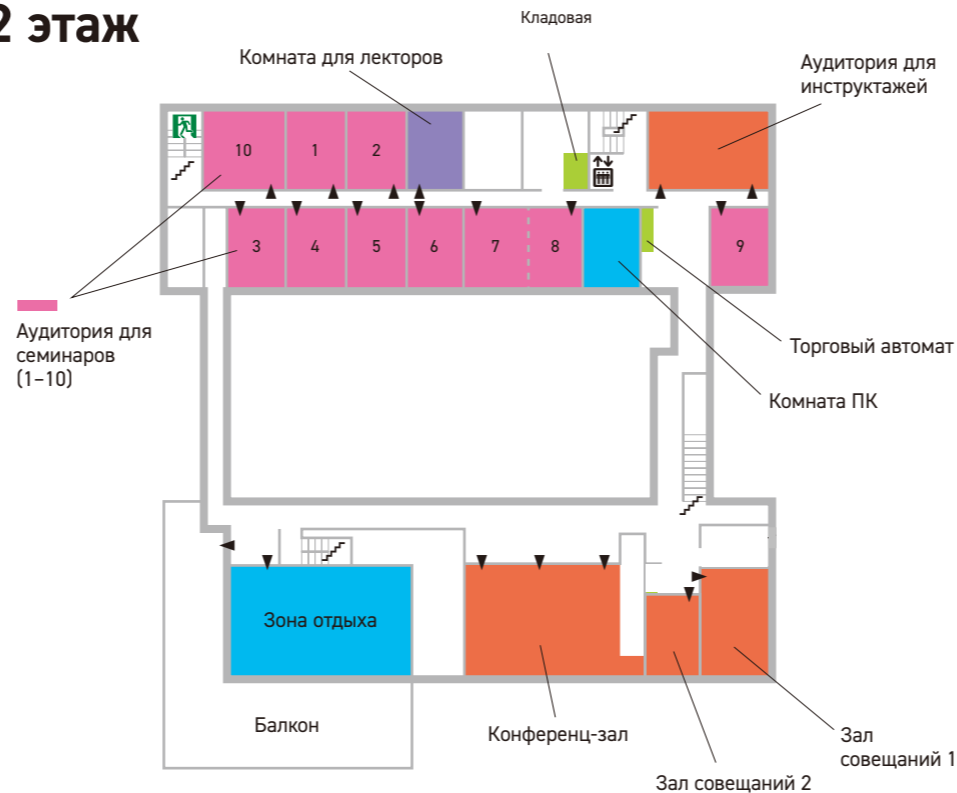 2 этаж
Кладовая
Комната для лекторов
Аудитория для
инструктажей
10
1
2
3
4
5
6
7
8
9
Аудитория для
семинаров
(1–10)
Торговый автомат
Комната ПК
Зона отдыха
Балкон
Конференц-зал
Зал
совещаний 1
Зал совещаний 2